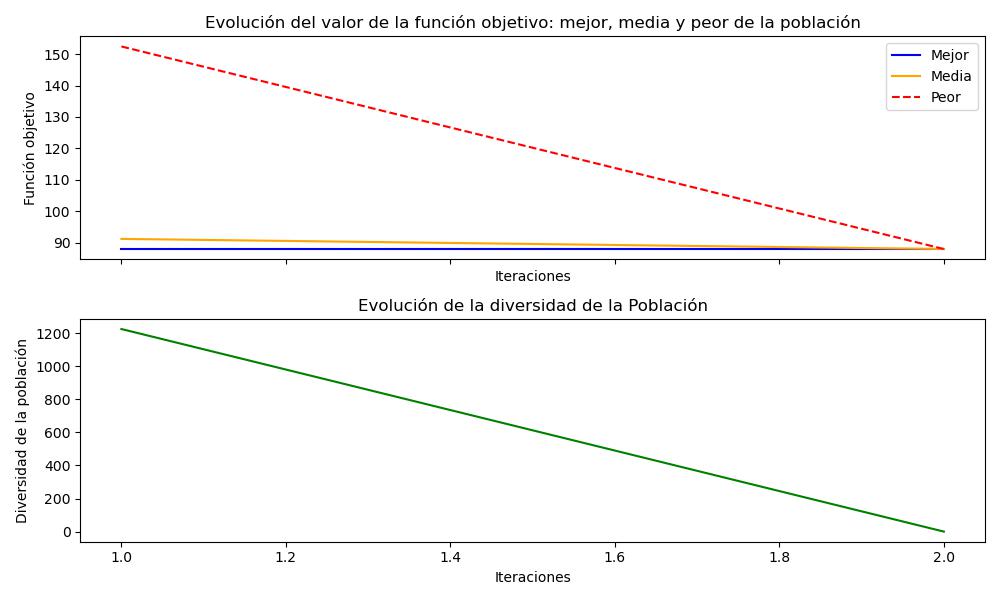 Evolución del valor de la función objetivo: mejor, media y peor de la población
Función objetivo
150
140
130
120
110
100
90
Mejor
Media
Peor
Iteraciones
Evolución de la diversidad de la Población
Diversidad de la población
1200
1000
800
600
400
200
0
1.0 1.2 1.4 1.6 1.8 2.0
Iteraciones